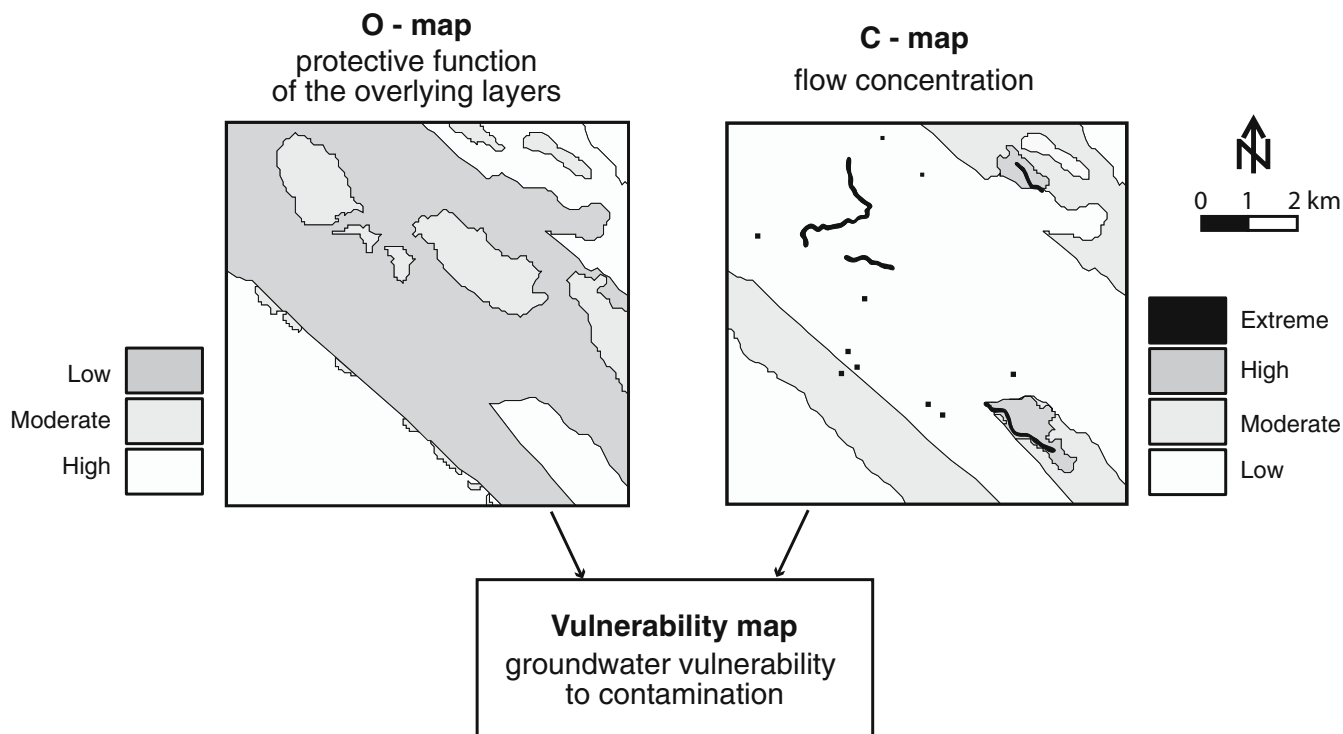 O - map
protective function
of the overlying layers
C - map
flow concentration
N
0 1 2 km
Low
Moderate
High
Extreme
High
Moderate
Low
Vulnerability map
groundwater vulnerability
to contamination